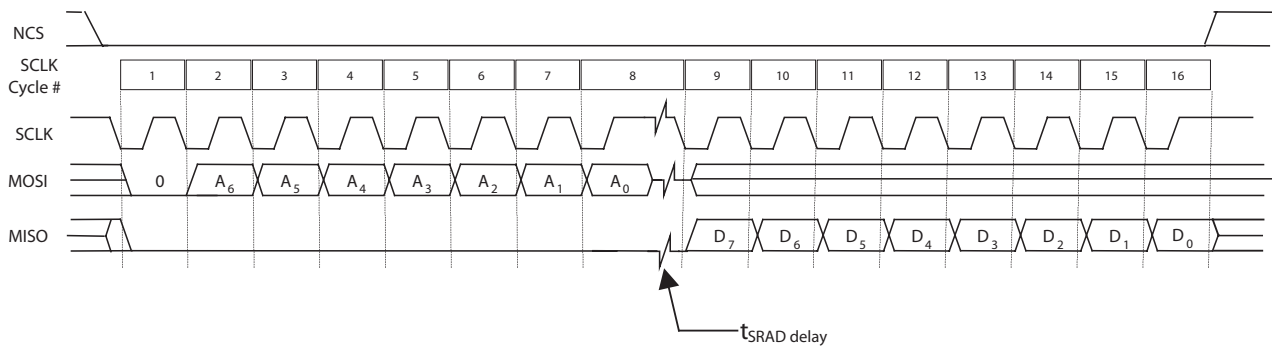 NCS
SCLK
Cycle #
1 2 3 4 5 6 7 8 9 10 11 12 13 14 15 16
SCLK
MOSI 0 A6 A5 A4 A3 A2 A1 A0
MISO D7 D6 D5 D4 D3 D2 D1 D0
tSRAD delay